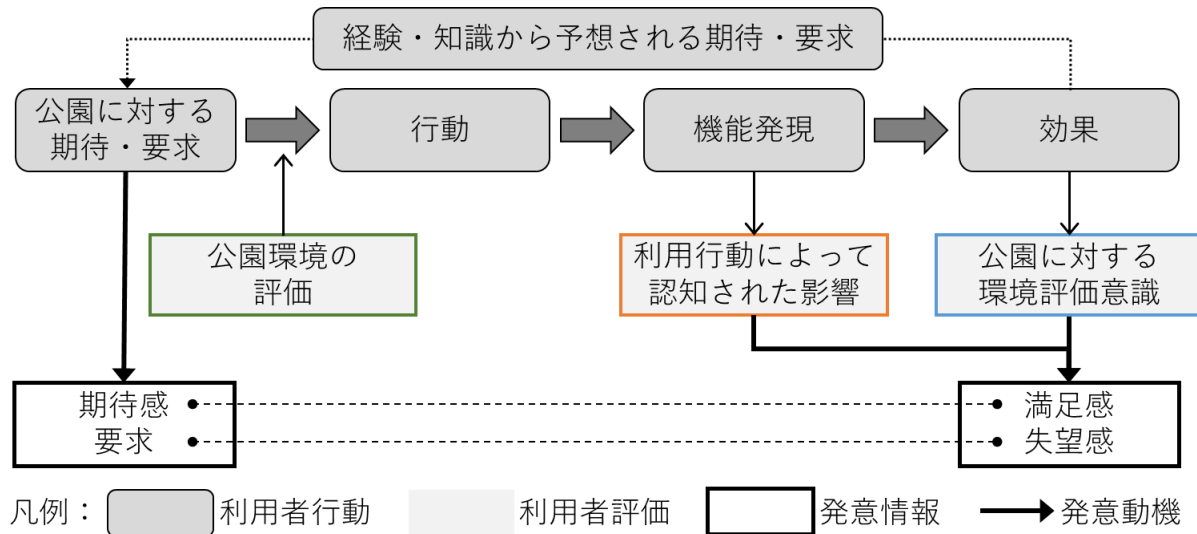 経験・知識から予想される期待・要求
公園に対する
期待・要求
行動
機能発現
効果
公園環境の
評価
利用行動によって
認知された影響
公園に対する
環境評価意識
期待感
要求
満足感
失望感
凡例：
利用者行動
利用者評価
発意情報
発意動機